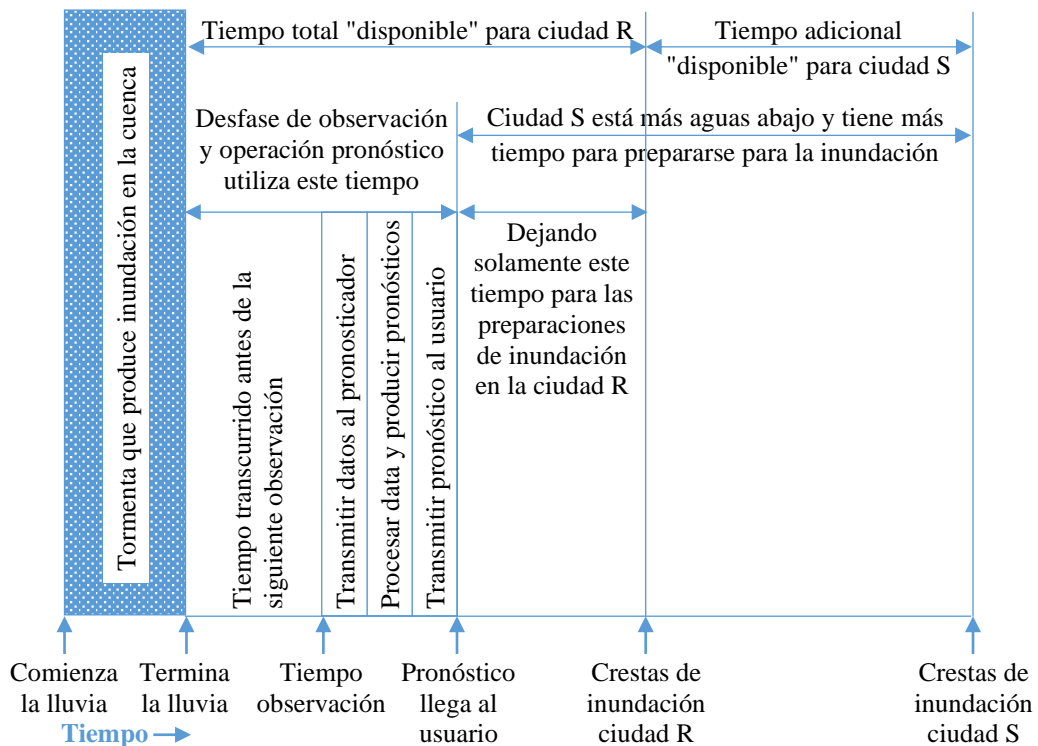 Tiempo total "disponible" para ciudad R
Tiempo adicional
"disponible" para ciudad S
Tormenta que produce inundación en la cuenca
Desfase de observación
y operación pronóstico
utiliza este tiempo
Ciudad S está más aguas abajo y tiene más
tiempo para prepararse para la inundación
Tiempo transcurrido antes de la
siguiente observación
Transmitir datos al pronosticador
Procesar data y producir pronósticos
Transmitir pronóstico al usuario
Dejando
solamente este
tiempo para las
preparaciones
de inundación
en la ciudad R
Comienza
la lluvia
Termina
la lluvia
Tiempo
observación
Pronóstico
llega al
usuario
Crestas de
inundación
ciudad R
Crestas de
inundación
ciudad S
Tiempo